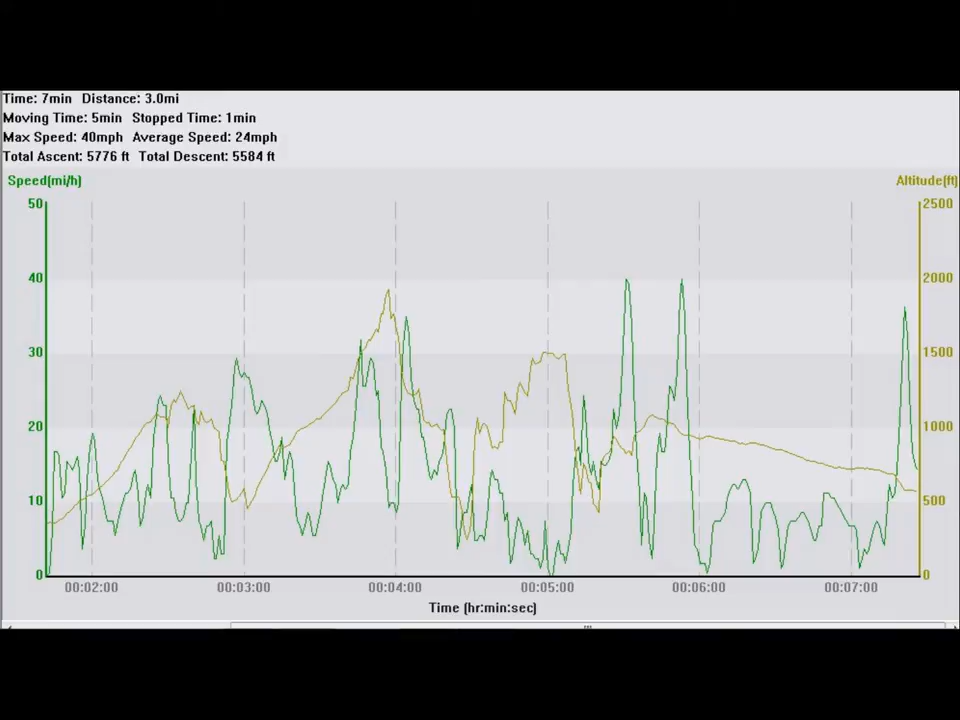 Time: 7min Distance: 3.0mi
Moving Time: 5min Stopped Time: 1min
Max Speed: 40mph Average Speed: 24mph
Total Ascent: 5776 ft Total Descent: 5584 ft
Speed(mi/h) Altitude(ft)
50 2500
40 2000
30 1500
20 1000
10 500
0 0
00:02:00 00:03:00 00:04:00 00:05:00 00:06:00 00:07:00
Time (hr:min:sec)